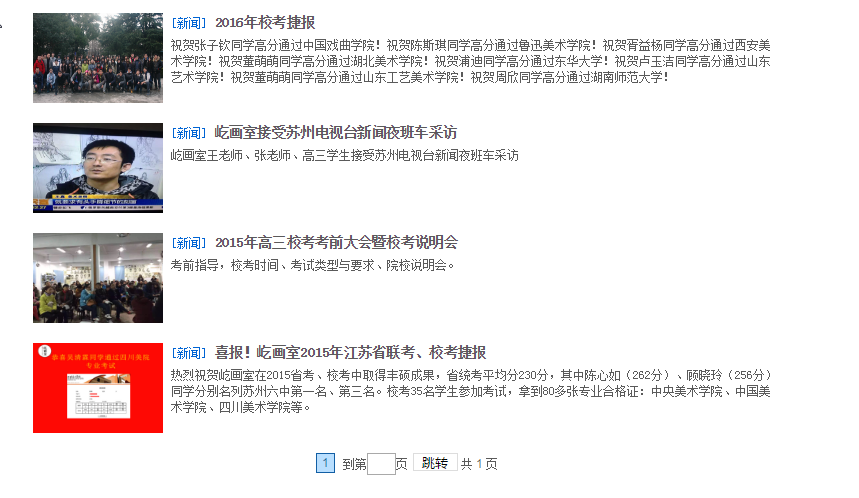 [新闻] 2016年校考捷报
祝贺张子钦同学高分通过中国戏曲学院！祝贺陈斯琪同学高分通过鲁迅美术学院！祝贺胥益杨同学高分通过西安美
术学院！祝贺董萌萌同学高分通过湖北美术学院！祝贺浦迪同学高分通过东华大学！祝贺卢玉洁同学高分通过山东
艺术学院！祝贺董萌萌同学高分通过山东工艺美术学院！祝贺周欣同学高分通过湖南师范大学！
[新闻] 屹画室接受苏州电视台新闻夜班车采访
屹画室王老师、张老师、高三学生接受苏州电视台新闻夜班车采访
[新闻] 2015年高三校考考前大会暨校考说明会
考前指导，校考时间、考试类型与要求、院校说明会。
专业考试
[新闻] 喜报！屹画室2015年江苏省联考、校考捷报
热烈祝贺屹画室在2015省考、校考中取得丰硕成果，省统考平均分230分，其中陈心如（262分）、顾晓玲（256分）
同学分别名列苏州六中第一名、第三名。校考35名学生参加考试，拿到80多张专业合格证：中央美术学院、中国美
术学院、四川美术学院等。
1 到第 页 跳转 共 1 页